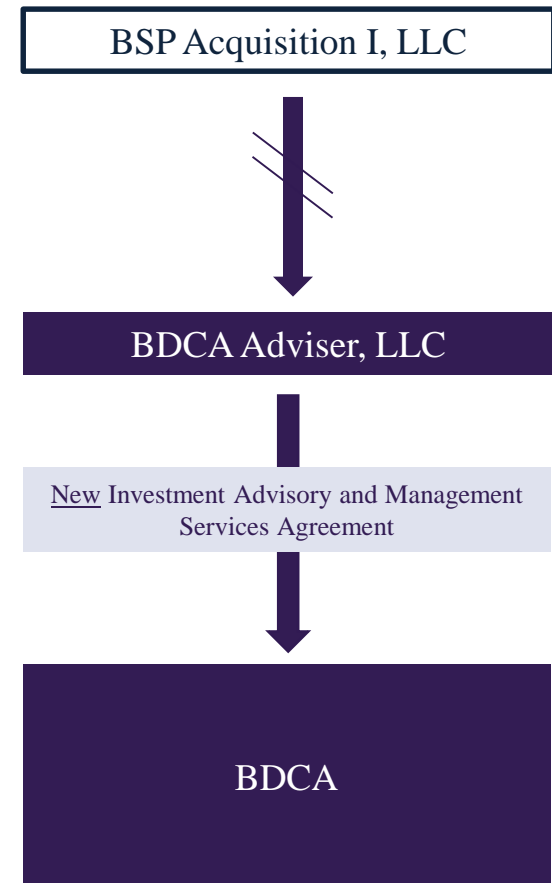 BSP Acquisition I, LLC
BDCA Adviser, LLC
New Investment Advisory and Management
Services Agreement
BDCA